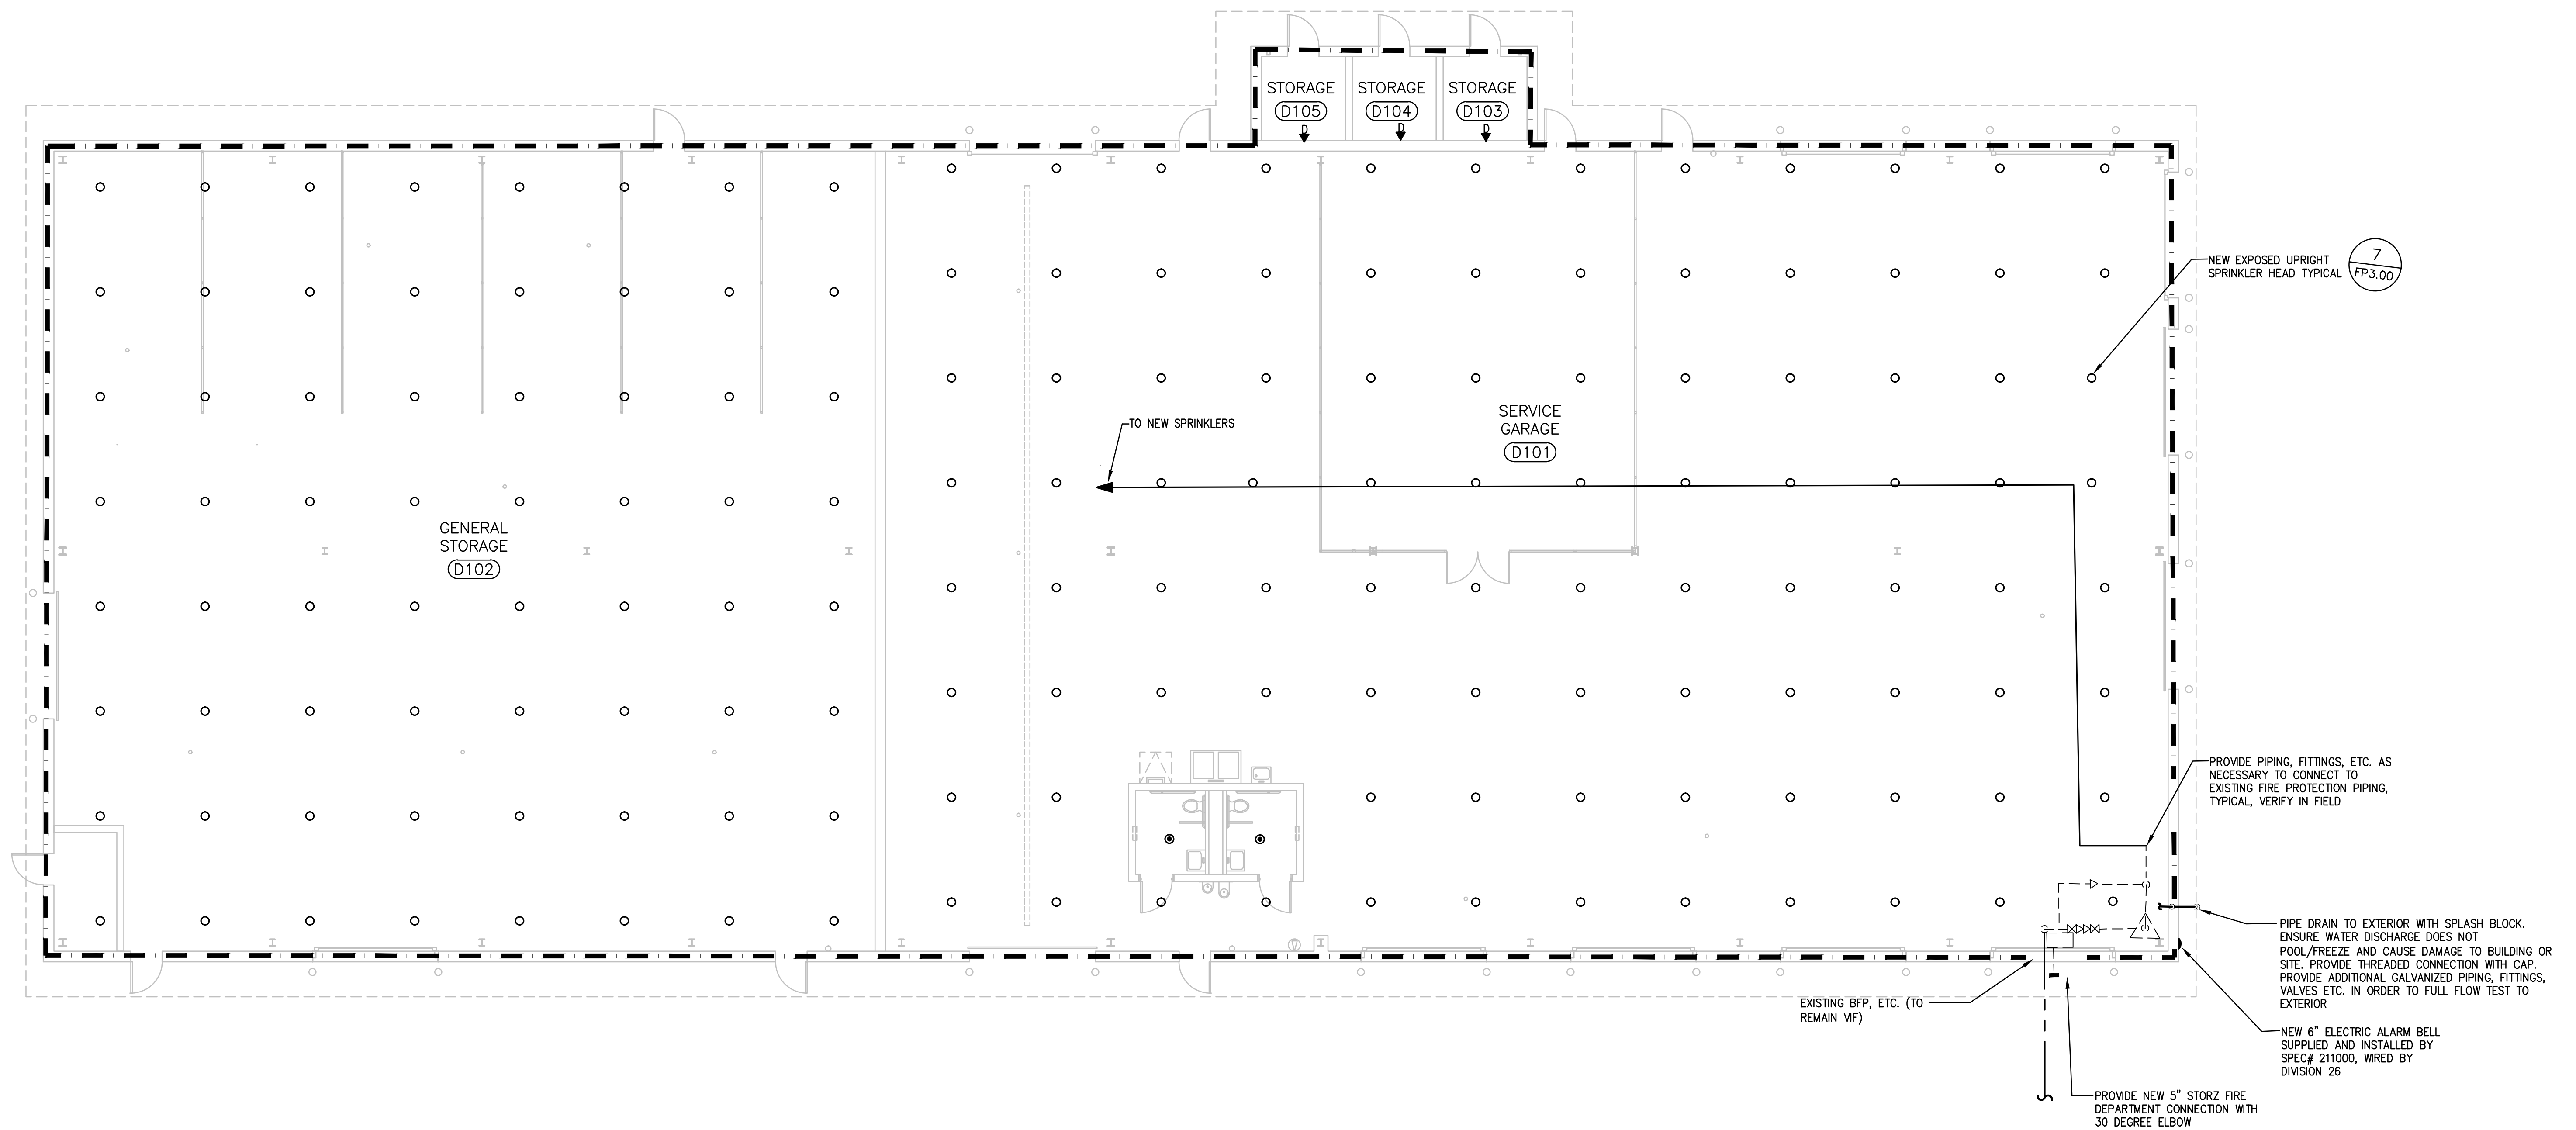 STORAGE
D105
D
STORAGE
D104
D
STORAGE
D103
D
NEW EXPOSED UPRIGHT
SPRINKLER HEAD TYPICAL
7
FP3.00
TO NEW SPRINKLERS
SERVICE
GARAGE
D101
GENERAL
STORAGE
D102
PROVIDE PIPING, FITTINGS, ETC. AS
NECESSARY TO CONNECT TO
EXISTING FIRE PROTECTION PIPING,
TYPICAL, VERIFY IN FIELD
PIPE DRAIN TO EXTERIOR WITH SPLASH BLOCK.
ENSURE WATER DISCHARGE DOES NOT
POOL/FREEZE AND CAUSE DAMAGE TO BUILDING OR
SITE. PROVIDE THREADED CONNECTION WITH CAP.
PROVIDE ADDITIONAL GALVANIZED PIPING, FITTINGS,
VALVES ETC. IN ORDER TO FULL FLOW TEST TO
EXTERIOR
EXISTING BFP, ETC. (TO
REMAIN VIF)
NEW 6" ELECTRIC ALARM BELL
SUPPLIED AND INSTALLED BY
SPEC# 211000, WIRED BY
DIVISION 26
PROVIDE NEW 5" STORZ FIRE
DEPARTMENT CONNECTION WITH
30 DEGREE ELBOW